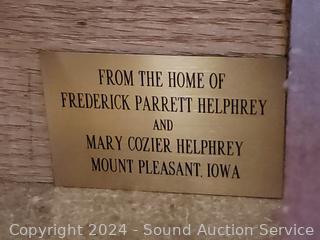 FROM THE HOME OF
FREDERICK PARRETT HELPHREY
AND
MARY COZIER HELPHREY
MOUNT PLEASANT, IOWA
Copyright 2024 - Sound Auction Service